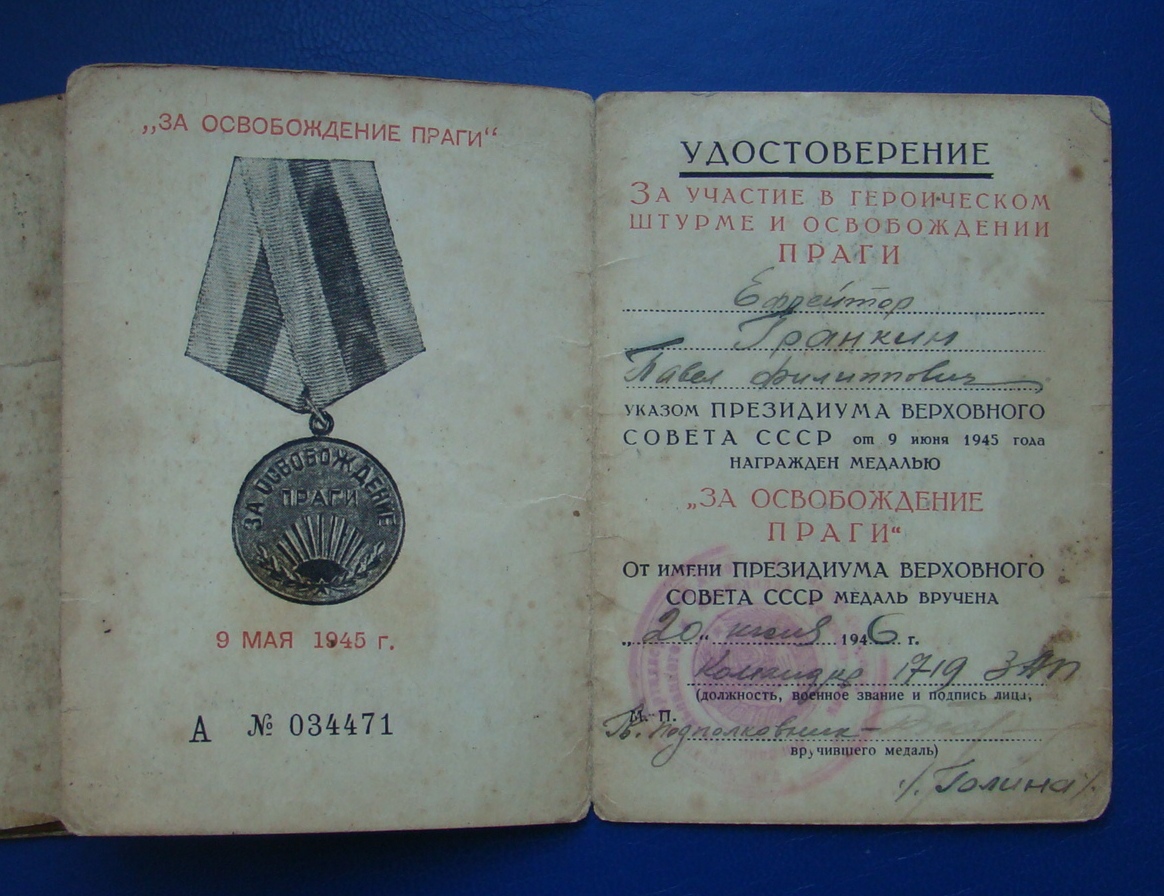 „ЗА ОСВОБОЖДЕНИЕ ПРАГИ“
ЗА ОСВОБОЖДЕНИЕ
ПРАГИ
9 МАЯ 1945 г.
А № 034471
УДОСТОВЕРЕНИЕ
ЗА УЧАСТИЕ В ГЕРОИЧЕСКОМ
ШТУРМЕ И ОСВОБОЖДЕНИИ
ПРАГИ
Ефрейтор
Гранкин
Павел Филиппович
УКАЗОМ ПРЕЗИДИУМА ВЕРХОВНОГО
СОВЕТА СССР от 9 июня 1945 года
НАГРАЖДЕН МЕДАЛЬЮ
„ЗА ОСВОБОЖДЕНИЕ
ПРАГИ“
ОТ ИМЕНИ ПРЕЗИДИУМА ВЕРХОВНОГО
СОВЕТА СССР МЕДАЛЬ ВРУЧЕНА
„20“ 1946 г.
Командир 1719 ЗАП
(должность, военное звание и подпись лица,
М. П.
Гв. подполковник
вручившего медаль)
/Голина/